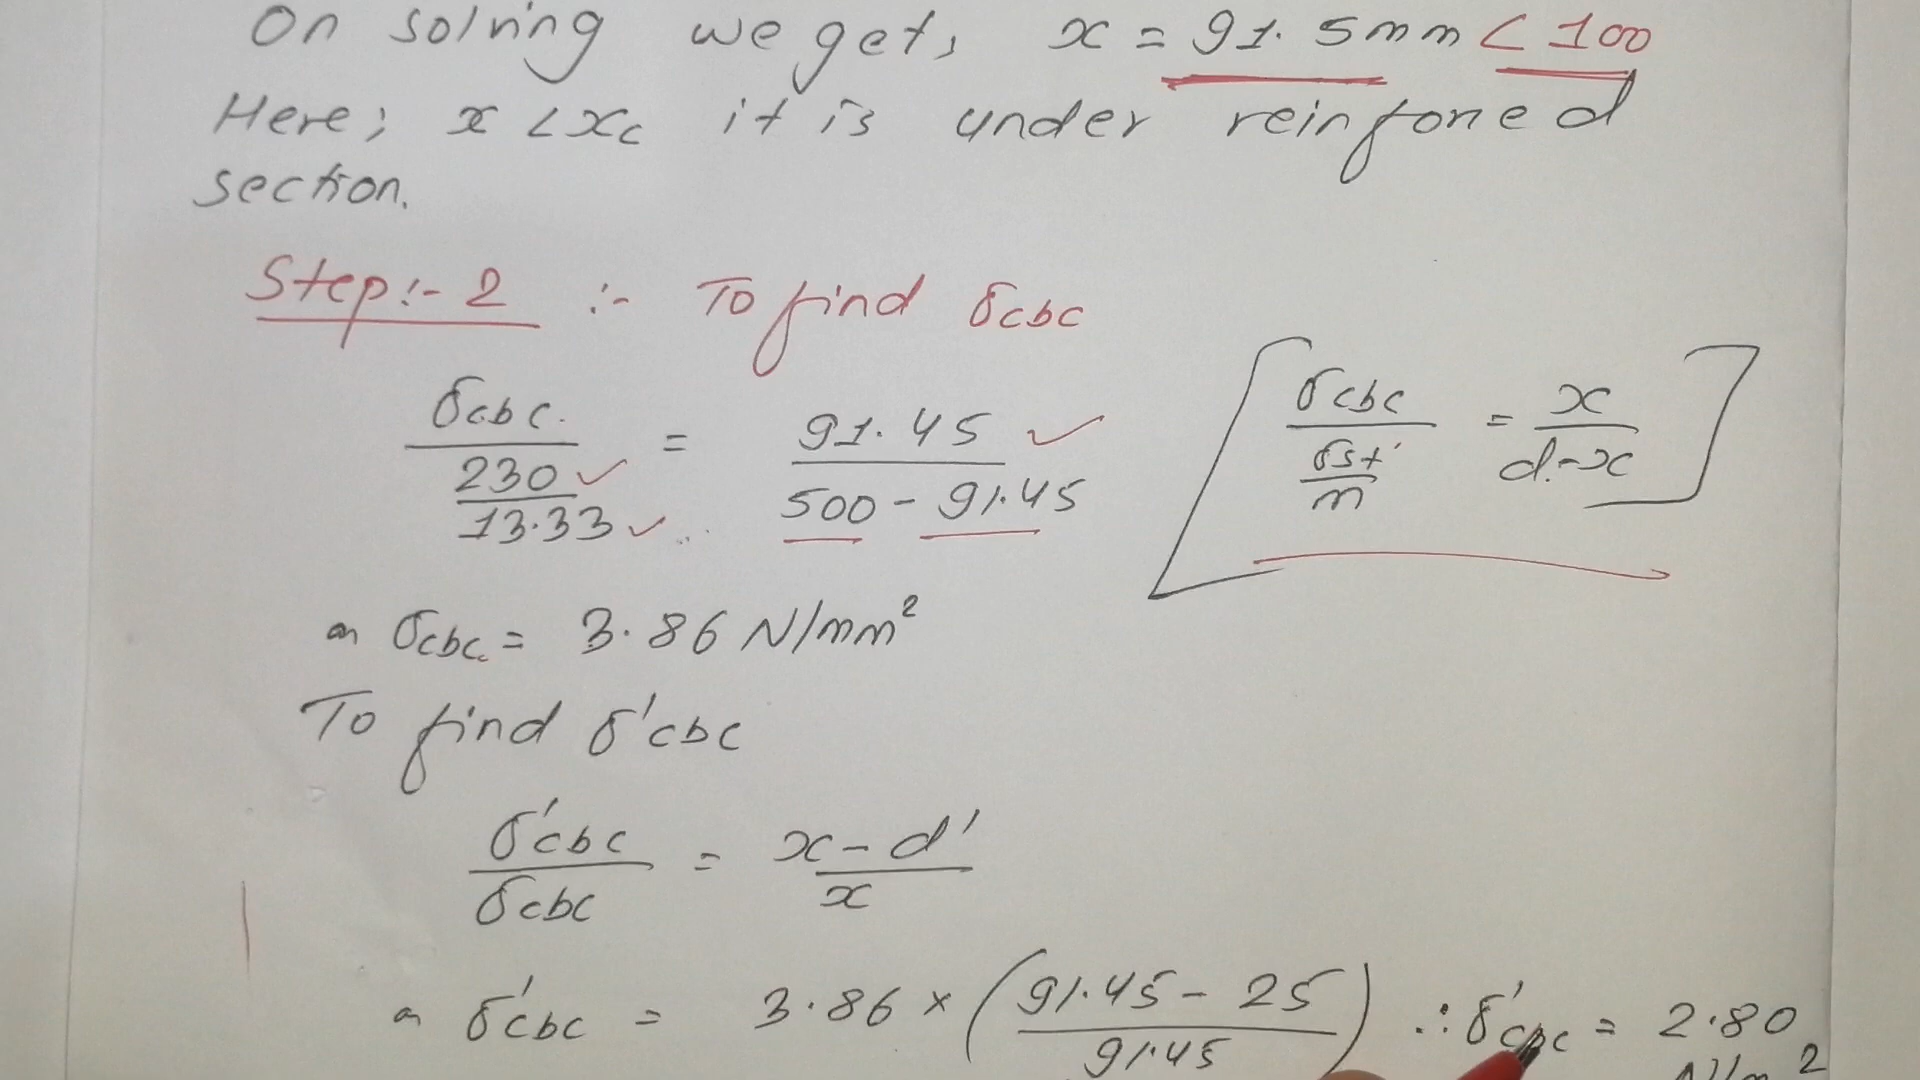 On solving we get, x = 91.5mm < 100
Here; x < xc it is under reinforced
section.
Step:- 2 :- To find σcbc
σcbc. / (230 / 13.33) = 91.45 / (500 - 91.45)
[σcbc / (σst / m) = x / (d-x)]
σcbc = 3.86 N/mm²
To find σ'cbc
σ'cbc / σcbc = (x - d') / x
σ'cbc = 3.86 × ((91.45 - 25) / 91.45) ∴ σ'cbc = 2.80
N/mm²